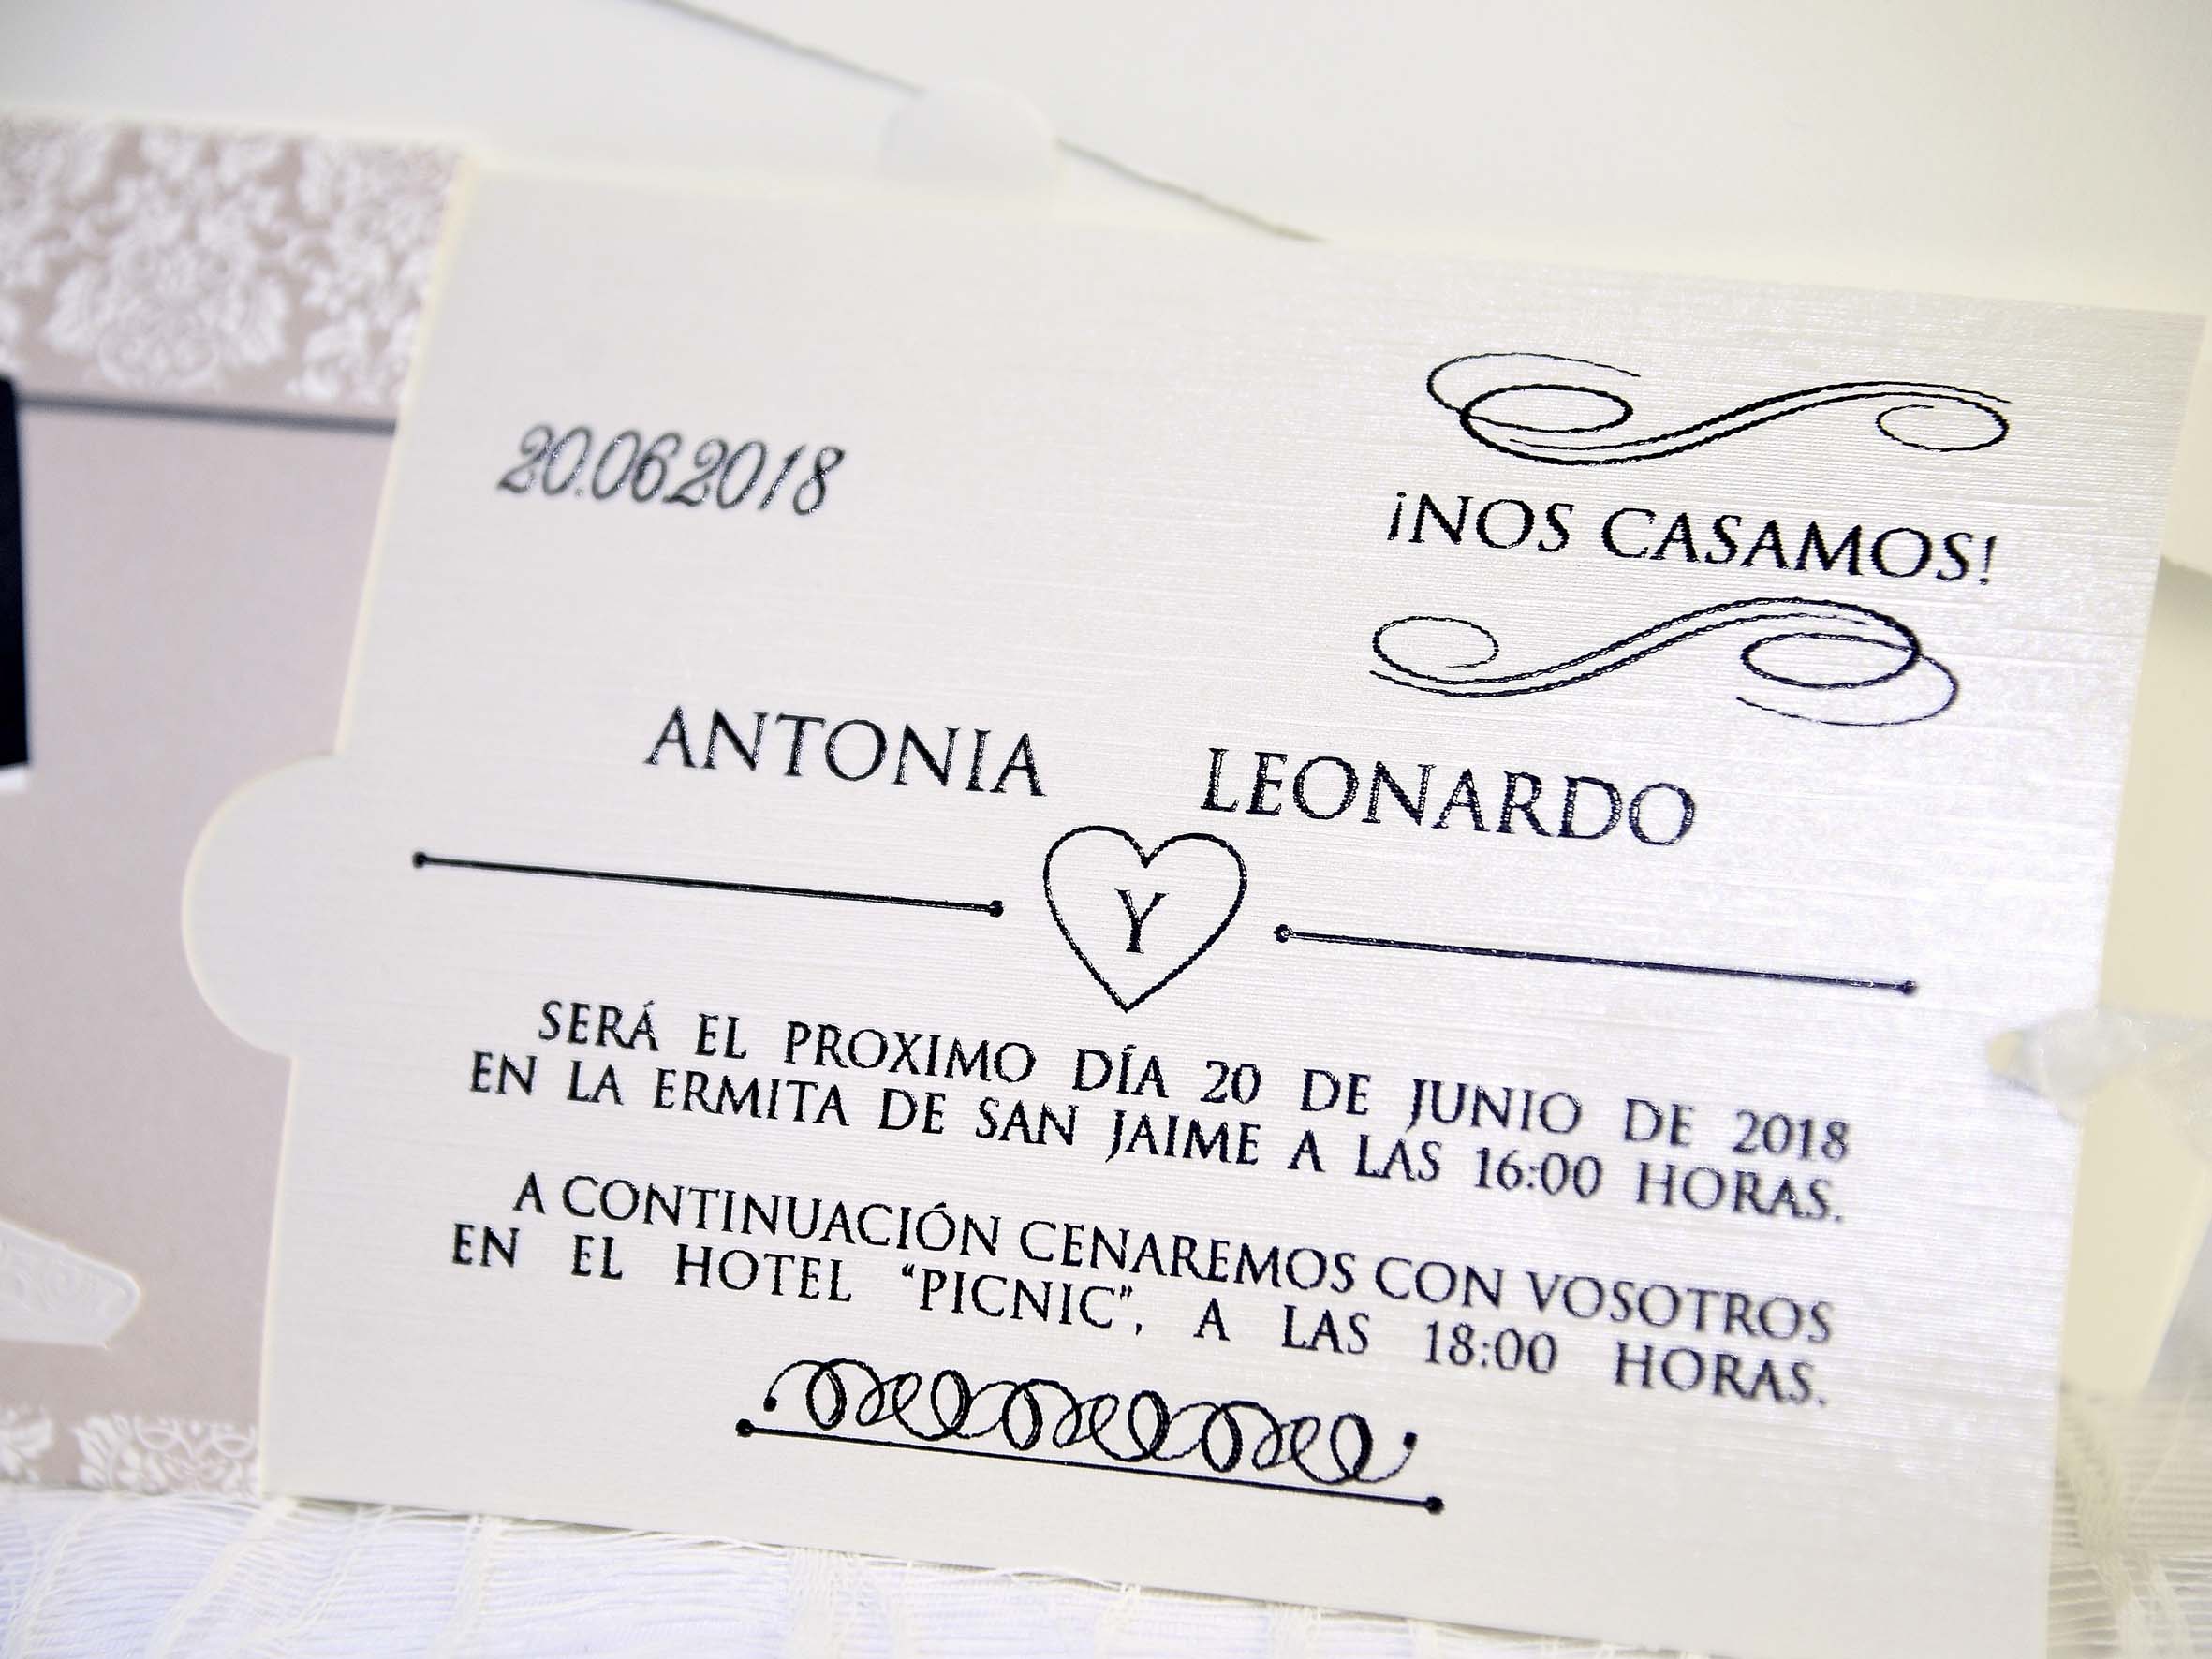 20.06.2018
¡NOS CASAMOS!
ANTONIA LEONARDO
Y
SERÁ EL PROXIMO DÍA 20 DE JUNIO DE 2018
EN LA ERMITA DE SAN JAIME A LAS 16:00 HORAS.
A CONTINUACIÓN CENAREMOS CON VOSOTROS
EN EL HOTEL “PICNIC”, A LAS 18:00 HORAS.